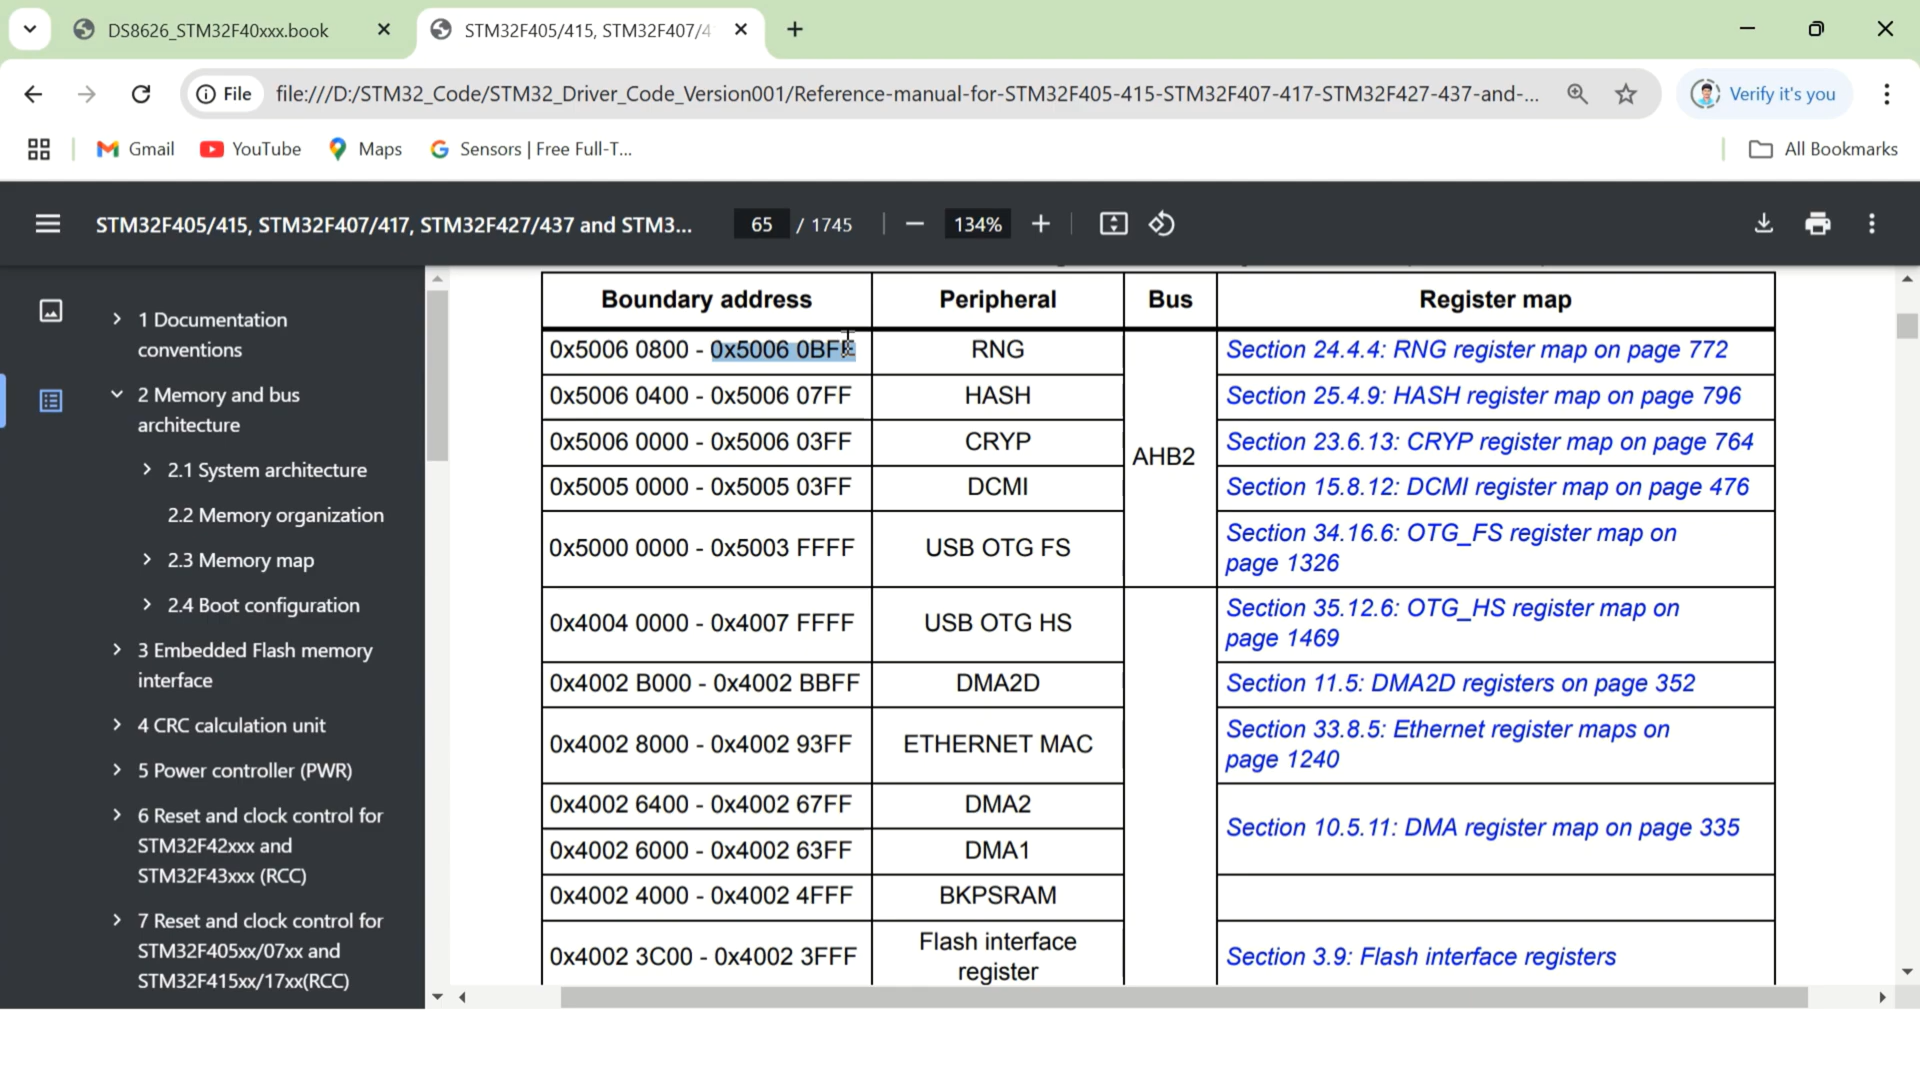 DS8626_STM32F40xxx.book
STM32F405/415, STM32F407/4
File
file:///D:/STM32_Code/STM32_Driver_Code_Version001/Reference-manual-for-STM32F405-415-STM32F407-417-STM32F427-437-and-...
Verify it's you
Gmail
YouTube
Maps
Sensors | Free Full-T...
All Bookmarks
STM32F405/415, STM32F407/417, STM32F427/437 and STM3...
65 / 1745
134%
1 Documentation
conventions
2 Memory and bus
architecture
2.1 System architecture
2.2 Memory organization
2.3 Memory map
2.4 Boot configuration
3 Embedded Flash memory
interface
4 CRC calculation unit
5 Power controller (PWR)
6 Reset and clock control for
STM32F42xxx and
STM32F43xxx (RCC)
7 Reset and clock control for
STM32F405xx/07xx and
STM32F415xx/17xx(RCC)
Boundary address Peripheral Bus Register map
0x5006 0800 - 0x5006 0BFF RNG Section 24.4.4: RNG register map on page 772
0x5006 0400 - 0x5006 07FF HASH Section 25.4.9: HASH register map on page 796
0x5006 0000 - 0x5006 03FF CRYP Section 23.6.13: CRYP register map on page 764
AHB2
0x5005 0000 - 0x5005 03FF DCMI Section 15.8.12: DCMI register map on page 476
0x5000 0000 - 0x5003 FFFF USB OTG FS Section 34.16.6: OTG_FS register map on
page 1326
0x4004 0000 - 0x4007 FFFF USB OTG HS Section 35.12.6: OTG_HS register map on
page 1469
0x4002 B000 - 0x4002 BBFF DMA2D Section 11.5: DMA2D registers on page 352
0x4002 8000 - 0x4002 93FF ETHERNET MAC Section 33.8.5: Ethernet register maps on
page 1240
0x4002 6400 - 0x4002 67FF DMA2
Section 10.5.11: DMA register map on page 335
0x4002 6000 - 0x4002 63FF DMA1
0x4002 4000 - 0x4002 4FFF BKPSRAM
0x4002 3C00 - 0x4002 3FFF Flash interface
register Section 3.9: Flash interface registers